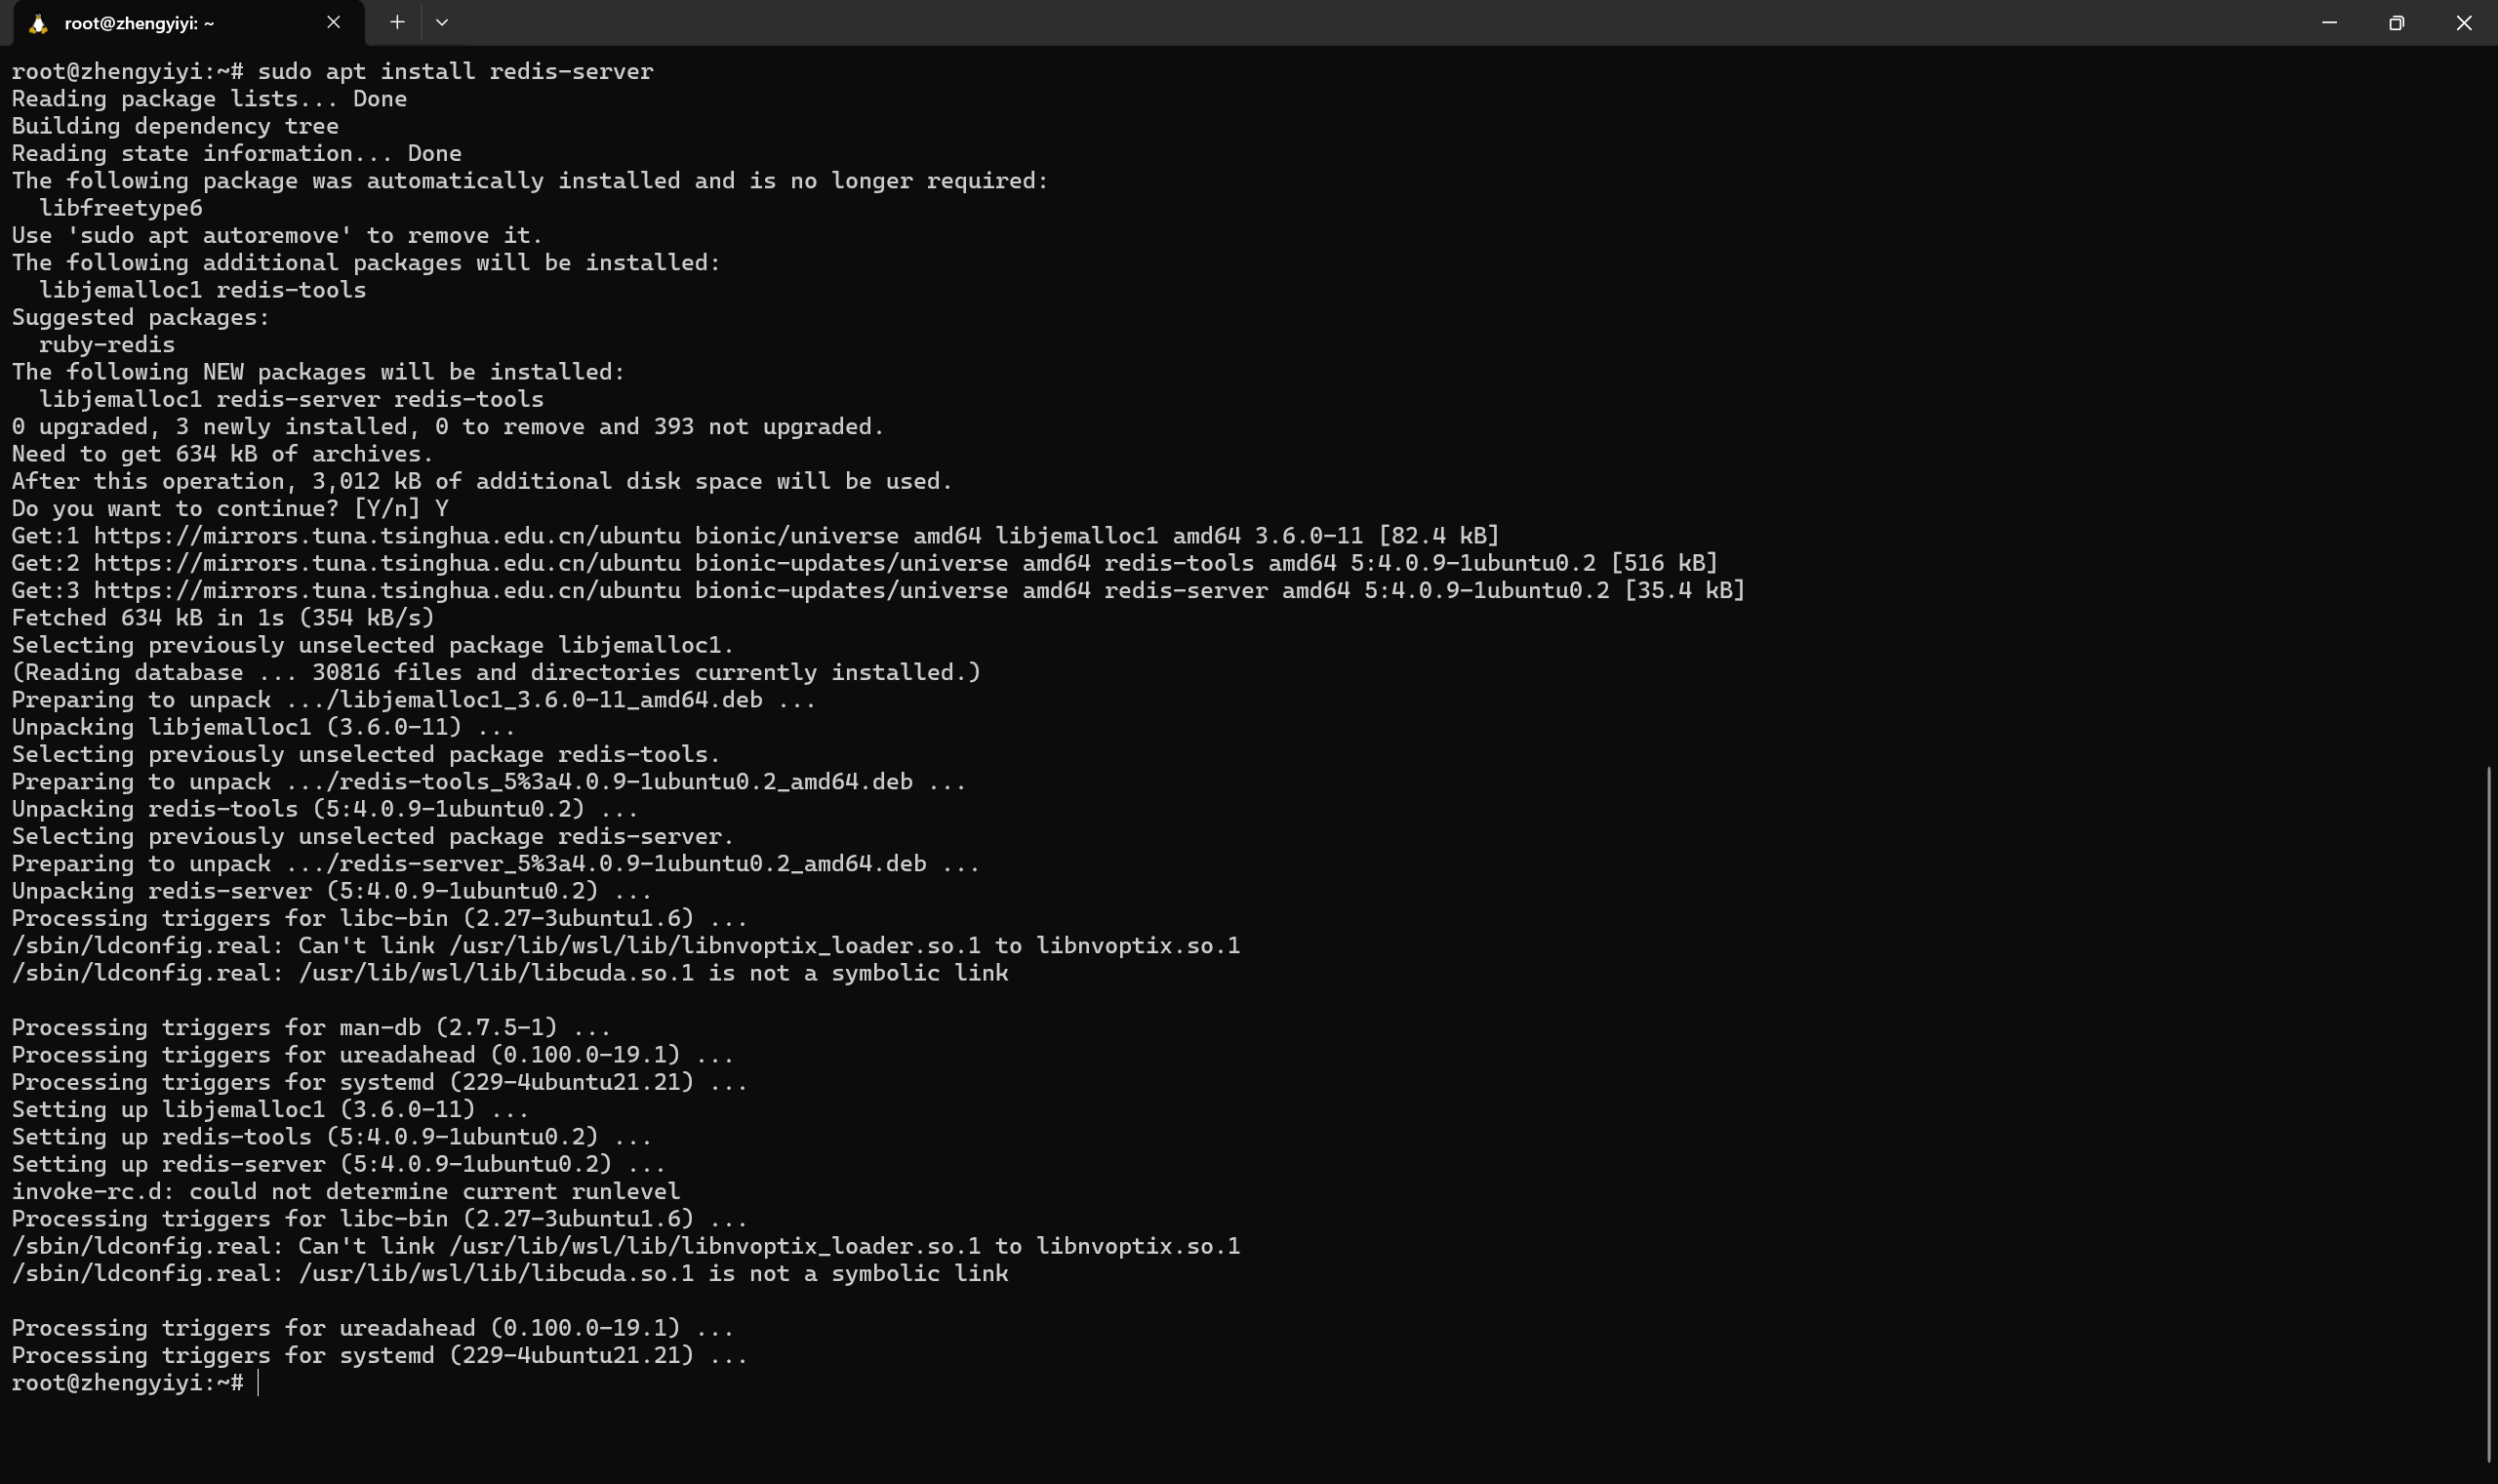 root@zhengyiyi: ~
root@zhengyiyi:~# sudo apt install redis-server
Reading package lists... Done
Building dependency tree
Reading state information... Done
The following package was automatically installed and is no longer required:
  libfreetype6
Use 'sudo apt autoremove' to remove it.
The following additional packages will be installed:
  libjemalloc1 redis-tools
Suggested packages:
  ruby-redis
The following NEW packages will be installed:
  libjemalloc1 redis-server redis-tools
0 upgraded, 3 newly installed, 0 to remove and 393 not upgraded.
Need to get 634 kB of archives.
After this operation, 3,012 kB of additional disk space will be used.
Do you want to continue? [Y/n] Y
Get:1 https://mirrors.tuna.tsinghua.edu.cn/ubuntu bionic/universe amd64 libjemalloc1 amd64 3.6.0-11 [82.4 kB]
Get:2 https://mirrors.tuna.tsinghua.edu.cn/ubuntu bionic-updates/universe amd64 redis-tools amd64 5:4.0.9-1ubuntu0.2 [516 kB]
Get:3 https://mirrors.tuna.tsinghua.edu.cn/ubuntu bionic-updates/universe amd64 redis-server amd64 5:4.0.9-1ubuntu0.2 [35.4 kB]
Fetched 634 kB in 1s (354 kB/s)
Selecting previously unselected package libjemalloc1.
(Reading database ... 30816 files and directories currently installed.)
Preparing to unpack .../libjemalloc1_3.6.0-11_amd64.deb ...
Unpacking libjemalloc1 (3.6.0-11) ...
Selecting previously unselected package redis-tools.
Preparing to unpack .../redis-tools_5%3a4.0.9-1ubuntu0.2_amd64.deb ...
Unpacking redis-tools (5:4.0.9-1ubuntu0.2) ...
Selecting previously unselected package redis-server.
Preparing to unpack .../redis-server_5%3a4.0.9-1ubuntu0.2_amd64.deb ...
Unpacking redis-server (5:4.0.9-1ubuntu0.2) ...
Processing triggers for libc-bin (2.27-3ubuntu1.6) ...
/sbin/ldconfig.real: Can't link /usr/lib/wsl/lib/libnvoptix_loader.so.1 to libnvoptix.so.1
/sbin/ldconfig.real: /usr/lib/wsl/lib/libcuda.so.1 is not a symbolic link

Processing triggers for man-db (2.7.5-1) ...
Processing triggers for ureadahead (0.100.0-19.1) ...
Processing triggers for systemd (229-4ubuntu21.21) ...
Setting up libjemalloc1 (3.6.0-11) ...
Setting up redis-tools (5:4.0.9-1ubuntu0.2) ...
Setting up redis-server (5:4.0.9-1ubuntu0.2) ...
invoke-rc.d: could not determine current runlevel
Processing triggers for libc-bin (2.27-3ubuntu1.6) ...
/sbin/ldconfig.real: Can't link /usr/lib/wsl/lib/libnvoptix_loader.so.1 to libnvoptix.so.1
/sbin/ldconfig.real: /usr/lib/wsl/lib/libcuda.so.1 is not a symbolic link

Processing triggers for ureadahead (0.100.0-19.1) ...
Processing triggers for systemd (229-4ubuntu21.21) ...
root@zhengyiyi:~#